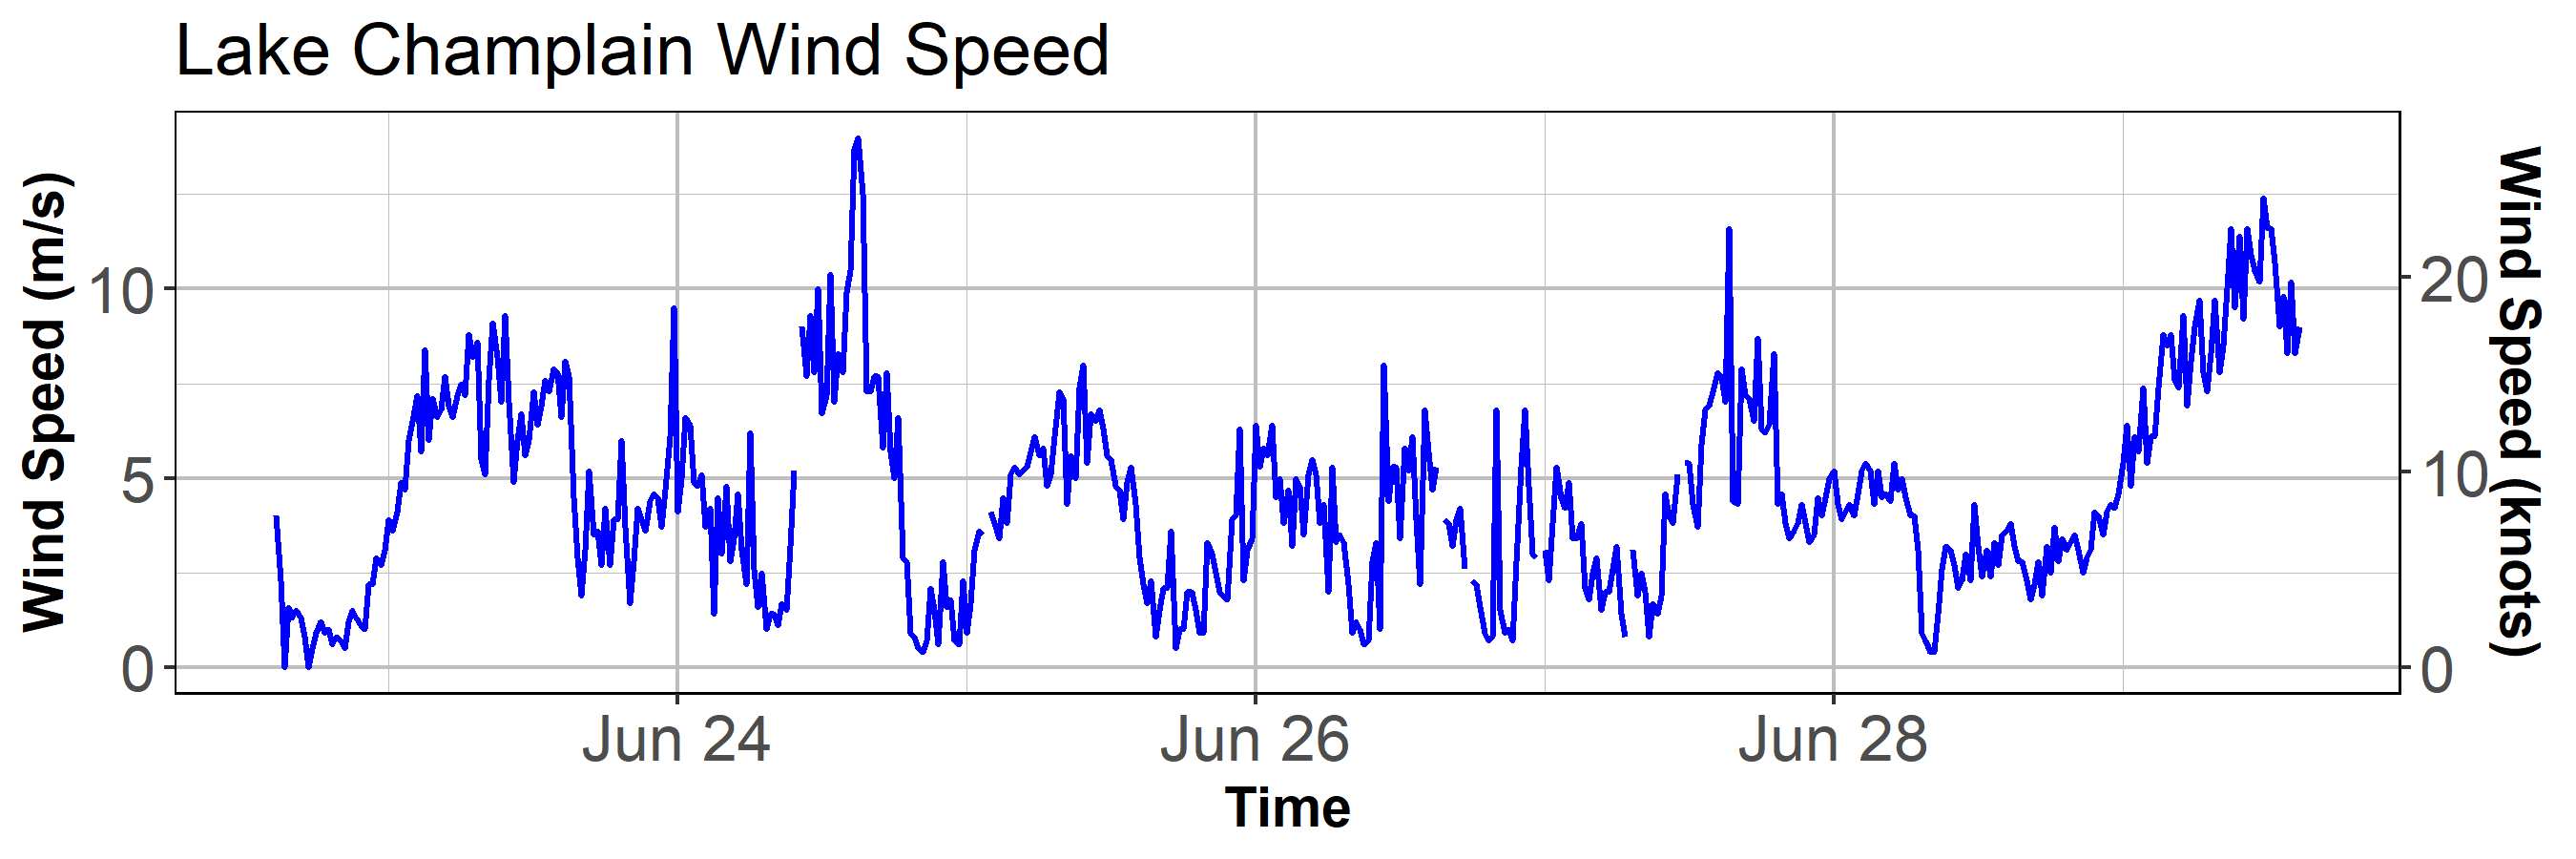 Lake Champlain Wind Speed
Wind Speed (m/s)
10
5
0
20
10
0
Wind Speed (knots)
Jun 24
Jun 26
Jun 28
Time